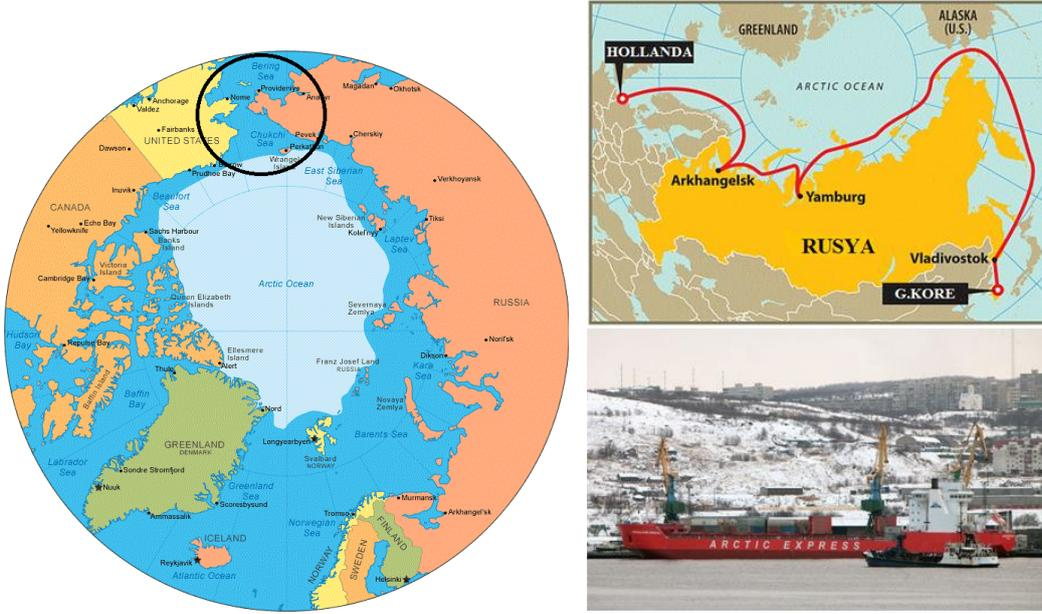 Bering
Sea
Providenya
Nome
Anadyr
Magadan
Okhotsk
Anchorage
Valdez
Fairbanks
UNITED STATES
Chukchi
Sea
Pevek
Cherskiy
Dawson
Wrangel
Barrow
Prudhoe Bay
East Siberian
Sea
Verkhoyansk
Inuvik
Beaufort
Sea
CANADA
Echo Bay
Yellowknife
Sachs Harbour
Banks
Island
New Siberian
Islands
Tiksi
Kotel'nyy
Laptev
Sea
Victoria
Island
Cambridge Bay
Arctic Ocean
Queen Elizabeth
Islands
Severnaya
Zemlya
RUSSIA
Hudson
Bay
Repulse Bay
Ellesmere
Island
Alert
Noril'sk
Dikson
Kara
Sea
Franz Josef Land
RUSSIA
Thule
Baffin Island
Baffin
Bay
Novaya
Zemlya
Nord
Barents Sea
Longyearbyen
Svalbard
NORWAY
GREENLAND
DENMARK
Labrador
Sea
Sondre Stromfjord
Nuuk
Greenland
Sea
Scoresbysund
Ammassalik
Murmansk
Tromso
Arkhangel'sk
Norwegian
Sea
FINLAND
ICELAND
Reykjavik
Atlantic Ocean
NORWAY
SWEDEN
Helsinki
GREENLAND
ALASKA
(U.S.)
HOLLANDA
ARCTIC OCEAN
Arkhangelsk
Yamburg
RUSYA
Vladivostok
G.KORE
ARCTIC EXPRESS